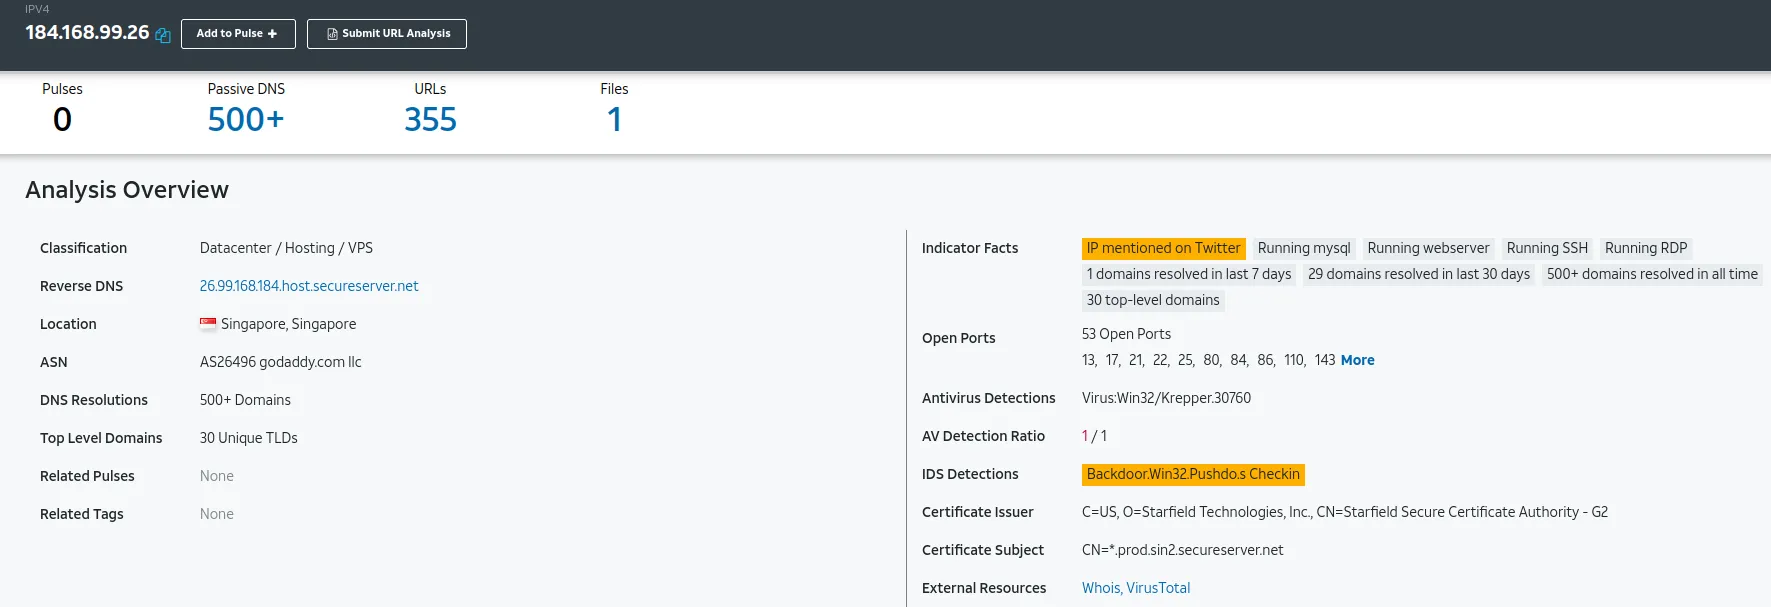 IPV4
184.168.99.26 Add to Pulse + Submit URL Analysis
Pulses Passive DNS URLs Files
0 500+ 355 1
Analysis Overview
Classification Datacenter / Hosting / VPS
Reverse DNS 26.99.168.184.host.secureserver.net
Location Singapore, Singapore
ASN AS26496 godaddy.com llc
DNS Resolutions 500+ Domains
Top Level Domains 30 Unique TLDs
Related Pulses None
Related Tags None
Indicator Facts IP mentioned on Twitter Running mysql Running webserver Running SSH Running RDP
1 domains resolved in last 7 days 29 domains resolved in last 30 days 500+ domains resolved in all time
30 top-level domains
Open Ports 53 Open Ports
13, 17, 21, 22, 25, 80, 84, 86, 110, 143 More
Antivirus Detections Virus:Win32/Krepper.30760
AV Detection Ratio 1 / 1
IDS Detections Backdoor.Win32.Pushdo.s Checkin
Certificate Issuer C=US, O=Starfield Technologies, Inc., CN=Starfield Secure Certificate Authority - G2
Certificate Subject CN=*.prod.sin2.secureserver.net
External Resources Whois, VirusTotal